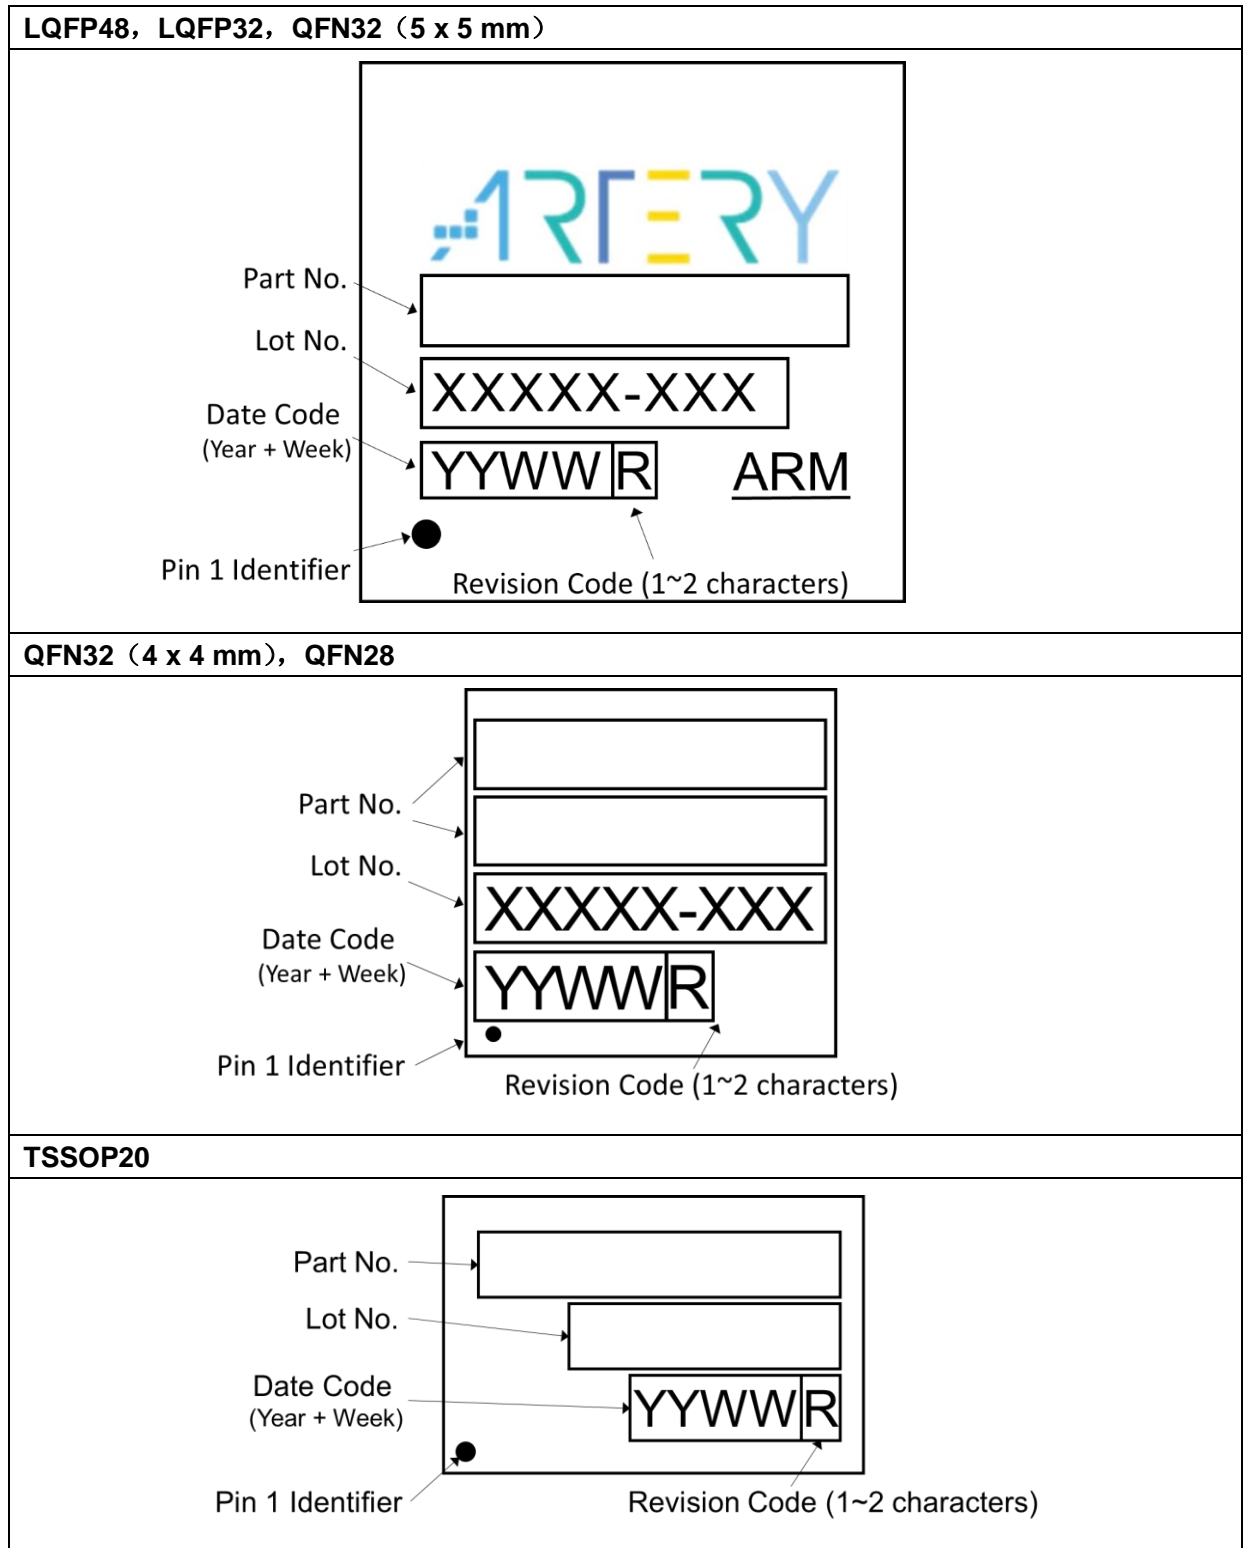 LQFP48，LQFP32，QFN32（5 x 5 mm）
ARTERY
Part No.
Lot No.
XXXXX-XXX
Date Code
(Year + Week)
YYWW R
ARM
Pin 1 Identifier
Revision Code (1~2 characters)
QFN32（4 x 4 mm），QFN28
Part No.
Lot No.
XXXXX-XXX
Date Code
(Year + Week)
YYWW R
Pin 1 Identifier
Revision Code (1~2 characters)
TSSOP20
Part No.
Lot No.
Date Code
(Year + Week)
YYWW R
Pin 1 Identifier
Revision Code (1~2 characters)